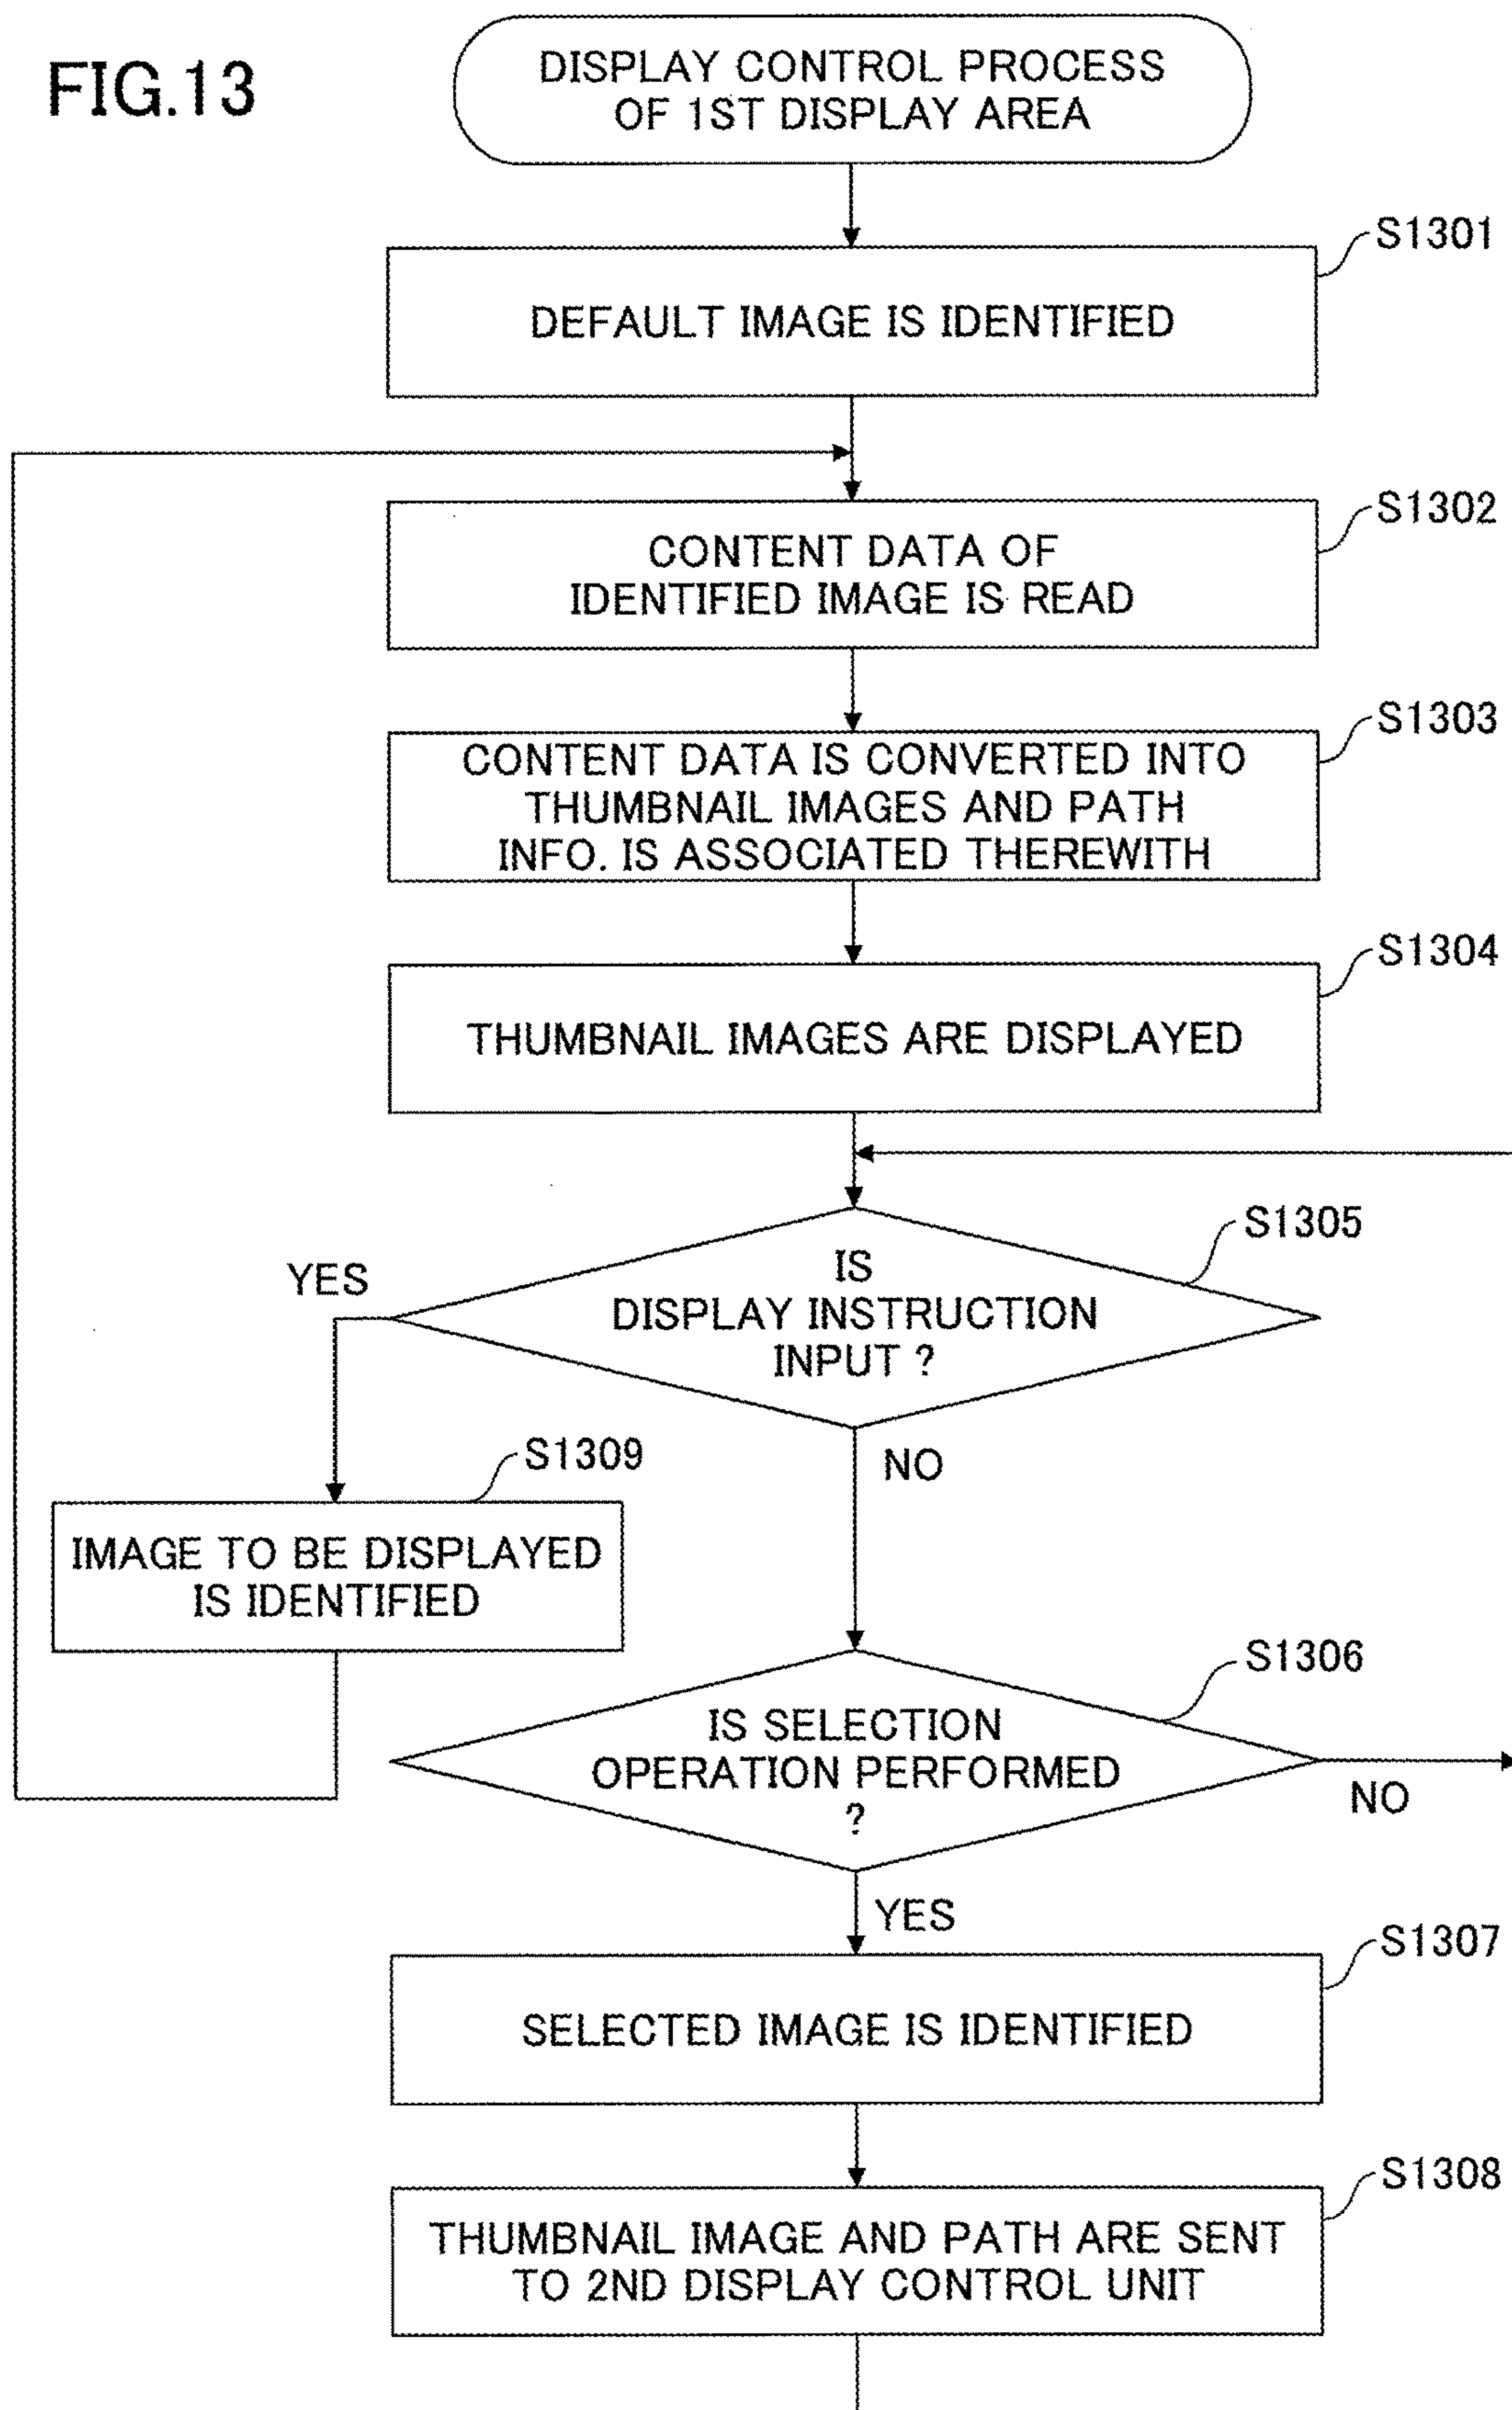 FIG.13
DISPLAY CONTROL PROCESS
OF 1ST DISPLAY AREA
S1301
DEFAULT IMAGE IS IDENTIFIED
S1302
CONTENT DATA OF
IDENTIFIED IMAGE IS READ
S1303
CONTENT DATA IS CONVERTED INTO
THUMBNAIL IMAGES AND PATH
INFO. IS ASSOCIATED THEREWITH
S1304
THUMBNAIL IMAGES ARE DISPLAYED
S1305
IS
DISPLAY INSTRUCTION
INPUT ?
YES
NO
S1309
IMAGE TO BE DISPLAYED
IS IDENTIFIED
S1306
IS SELECTION
OPERATION PERFORMED
?
NO
YES
S1307
SELECTED IMAGE IS IDENTIFIED
S1308
THUMBNAIL IMAGE AND PATH ARE SENT
TO 2ND DISPLAY CONTROL UNIT